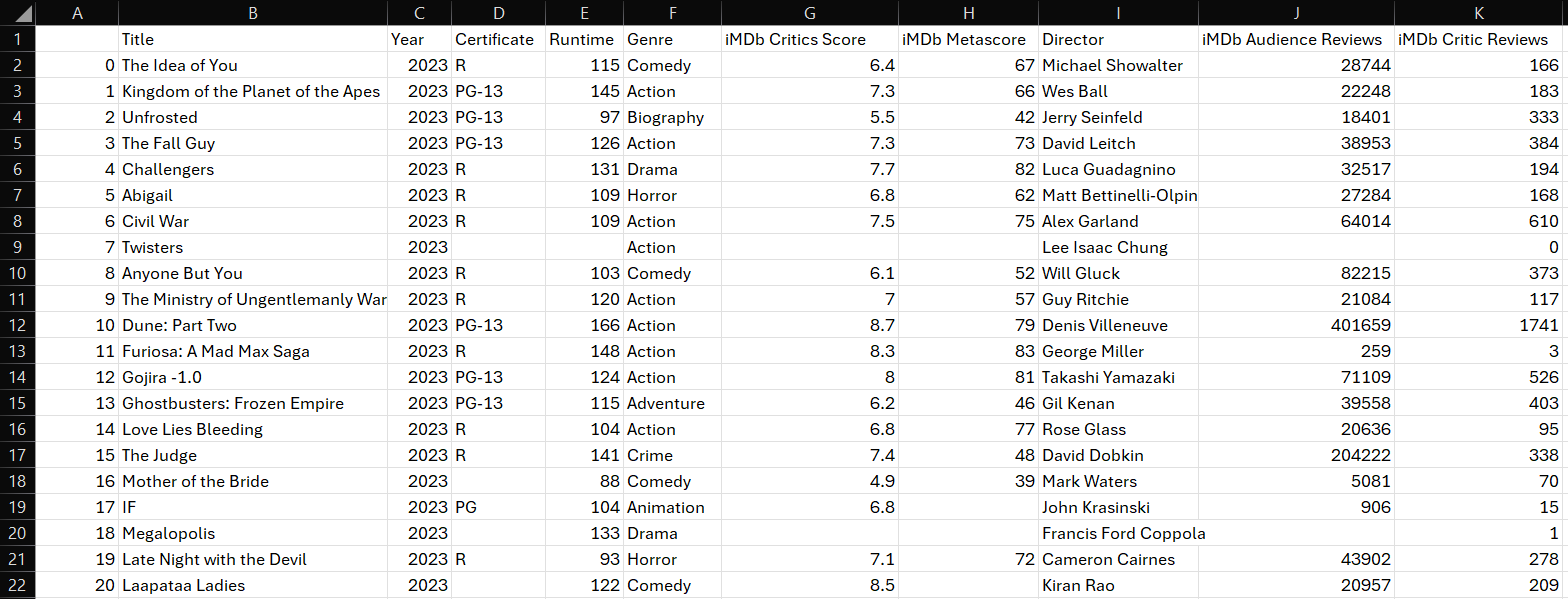 A B C D E F G H I J K
1 Title Year Certificate Runtime Genre iMDb Critics Score iMDb Metascore Director iMDb Audience Reviews iMDb Critic Reviews
2 0 The Idea of You 2023 R 115 Comedy 6.4 67 Michael Showalter 28744 166
3 1 Kingdom of the Planet of the Apes 2023 PG-13 145 Action 7.3 66 Wes Ball 22248 183
4 2 Unfrosted 2023 PG-13 97 Biography 5.5 42 Jerry Seinfeld 18401 333
5 3 The Fall Guy 2023 PG-13 126 Action 7.3 73 David Leitch 38953 384
6 4 Challengers 2023 R 131 Drama 7.7 82 Luca Guadagnino 32517 194
7 5 Abigail 2023 R 109 Horror 6.8 62 Matt Bettinelli-Olpin 27284 168
8 6 Civil War 2023 R 109 Action 7.5 75 Alex Garland 64014 610
9 7 Twisters 2023 Action Lee Isaac Chung 0
10 8 Anyone But You 2023 R 103 Comedy 6.1 52 Will Gluck 82215 373
11 9 The Ministry of Ungentlemanly War 2023 R 120 Action 7 57 Guy Ritchie 21084 117
12 10 Dune: Part Two 2023 PG-13 166 Action 8.7 79 Denis Villeneuve 401659 1741
13 11 Furiosa: A Mad Max Saga 2023 R 148 Action 8.3 83 George Miller 259 3
14 12 Gojira -1.0 2023 PG-13 124 Action 8 81 Takashi Yamazaki 71109 526
15 13 Ghostbusters: Frozen Empire 2023 PG-13 115 Adventure 6.2 46 Gil Kenan 39558 403
16 14 Love Lies Bleeding 2023 R 104 Action 6.8 77 Rose Glass 20636 95
17 15 The Judge 2023 R 141 Crime 7.4 48 David Dobkin 204222 338
18 16 Mother of the Bride 2023 88 Comedy 4.9 39 Mark Waters 5081 70
19 17 IF 2023 PG 104 Animation 6.8 John Krasinski 906 15
20 18 Megalopolis 2023 133 Drama Francis Ford Coppola 1
21 19 Late Night with the Devil 2023 R 93 Horror 7.1 72 Cameron Cairnes 43902 278
22 20 Laapataa Ladies 2023 122 Comedy 8.5 Kiran Rao 20957 209